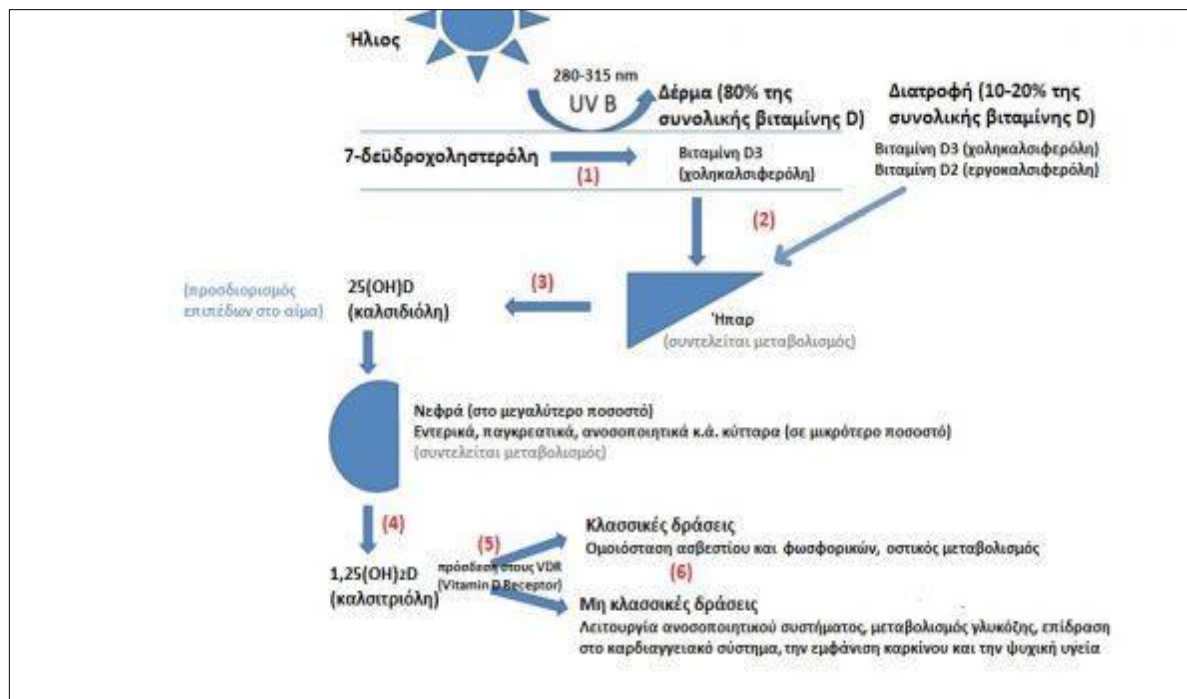 Ήλιος
280-315 nm
UV B
Δέρμα (80% της
συνολικής βιταμίνης D)
Διατροφή (10-20% της
συνολικής βιταμίνης D)
7-δεϋδροχοληστερόλη
(1)
Βιταμίνη D3
(χοληκαλσιφερόλη)
Βιταμίνη D3 (χοληκαλσιφερόλη)
Βιταμίνη D2 (εργοκαλσιφερόλη)
(2)
(προσδιορισμός
επιπέδων στο αίμα)
25(OH)D
(καλσιδιόλη)
(3)
Ήπαρ
(συντελείται μεταβολισμός)
Νεφρά (στο μεγαλύτερο ποσοστό)
Εντερικά, παγκρεατικά, ανοσοποιητικά κ.ά. κύτταρα (σε μικρότερο ποσοστό)
(συντελείται μεταβολισμός)
(4)
1,25(OH)₂D
(καλσιτριόλη)
(5)
πρόσδεση στους VDR
(Vitamin D Receptor)
Κλασσικές δράσεις
Ομοιόσταση ασβεστίου και φωσφορικών, οστικός μεταβολισμός
(6)
Μη κλασσικές δράσεις
Λειτουργία ανοσοποιητικού συστήματος, μεταβολισμός γλυκόζης, επίδραση
στο καρδιαγγειακό σύστημα, την εμφάνιση καρκίνου και την ψυχική υγεία